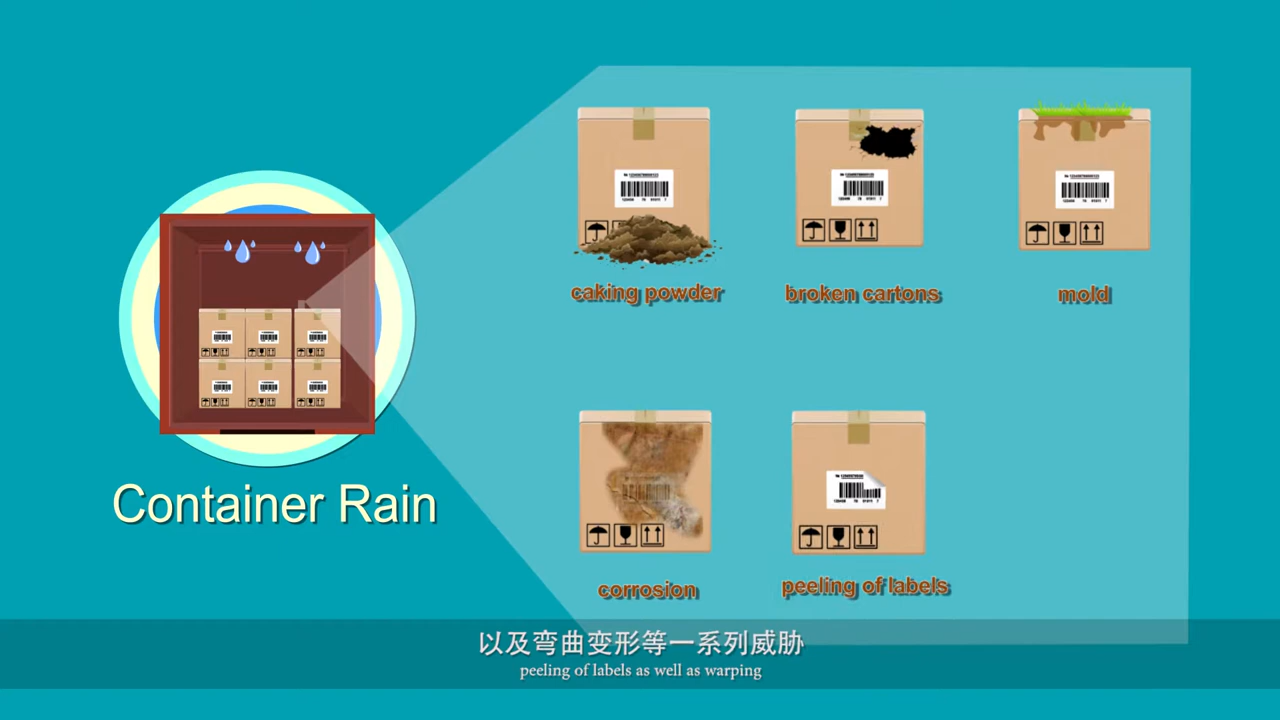 caking powder
broken cartons
mold
Container Rain
corrosion
peeling of labels
以及弯曲变形等一系列威胁
peeling of labels as well as warping